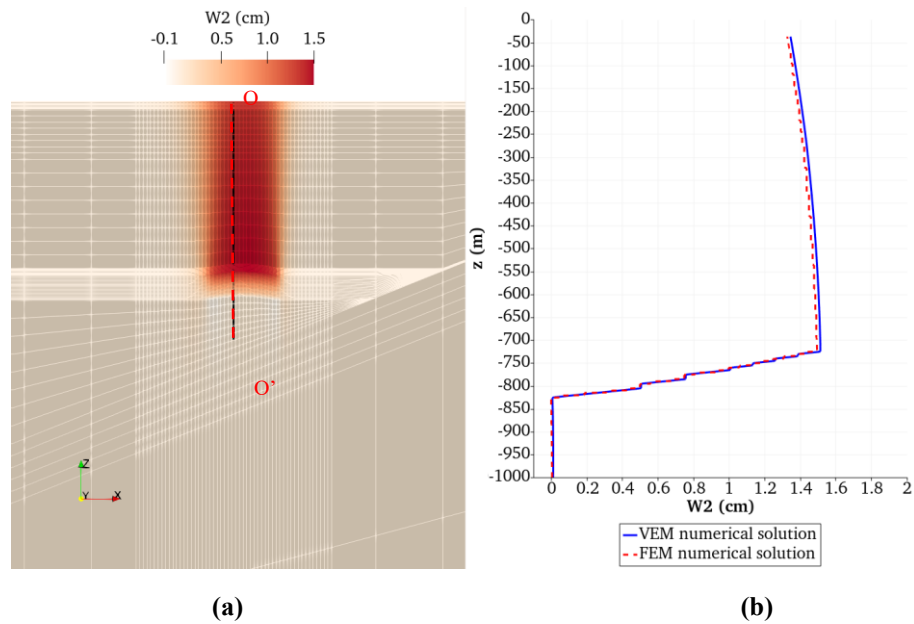 W2 (cm)
-0.1 0.5 1.0 1.5
O
O'
Z
Y X
(a)
0
-50
-100
-150
-200
-250
-300
-350
-400
-450
-500
-550
-600
-650
-700
-750
-800
-850
-900
-950
-1000
z (m)
0 0.2 0.4 0.6 0.8 1 1.2 1.4 1.6 1.8 2
W2 (cm)
VEM numerical solution
FEM numerical solution
(b)